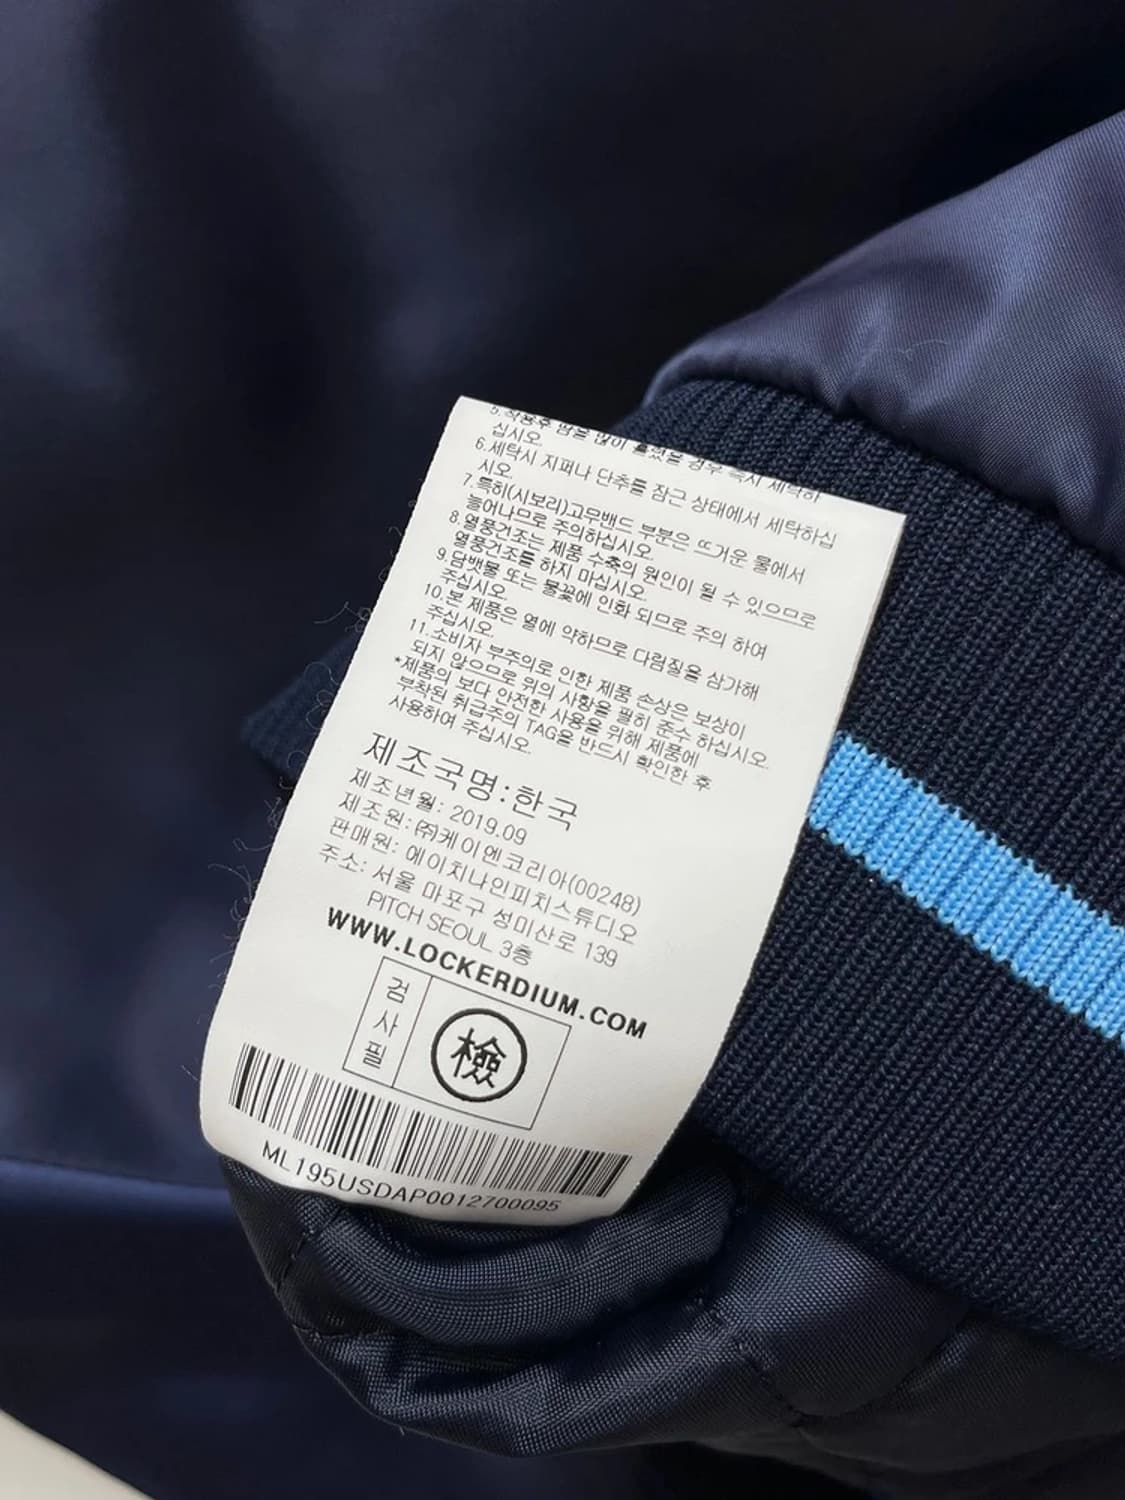 5.착용후 땀을 많이 흘렸을 경우 즉시 세탁하
십시오.
6.세탁시 지퍼나 단추를 잠근 상태에서 세탁하십
시오.
7.특히(시보리)고무밴드 부분은 뜨거운 물에서
늘어나므로 주의하십시오.
8.열풍건조는 제품 수축의 원인이 될 수 있으므로
열풍건조를 하지 마십시오.
9.담뱃불 또는 불꽃에 인화 되므로 주의 하여
주십시오.
10.본 제품은 열에 약하므로 다림질을 삼가해
주십시오.
11.소비자 부주의로 인한 제품 손상은 보상이
되지 않으므로 위의 사항을 필히 준수 하십시오.
*제품의 보다 안전한 사용을 위해 제품에
부착된 취급주의 TAG을 반드시 확인한 후
사용하여 주십시오.
제조국명:한국
제조년월: 2019.09
제조원: ㈜케이엔코리아(00248)
판매원: 에이치나인피치스튜디오
주소: 서울 마포구 성미산로 139
PITCH SEOUL 3층
WWW.LOCKERDIUM.COM
검사필
檢
ML195USDAP0012700095